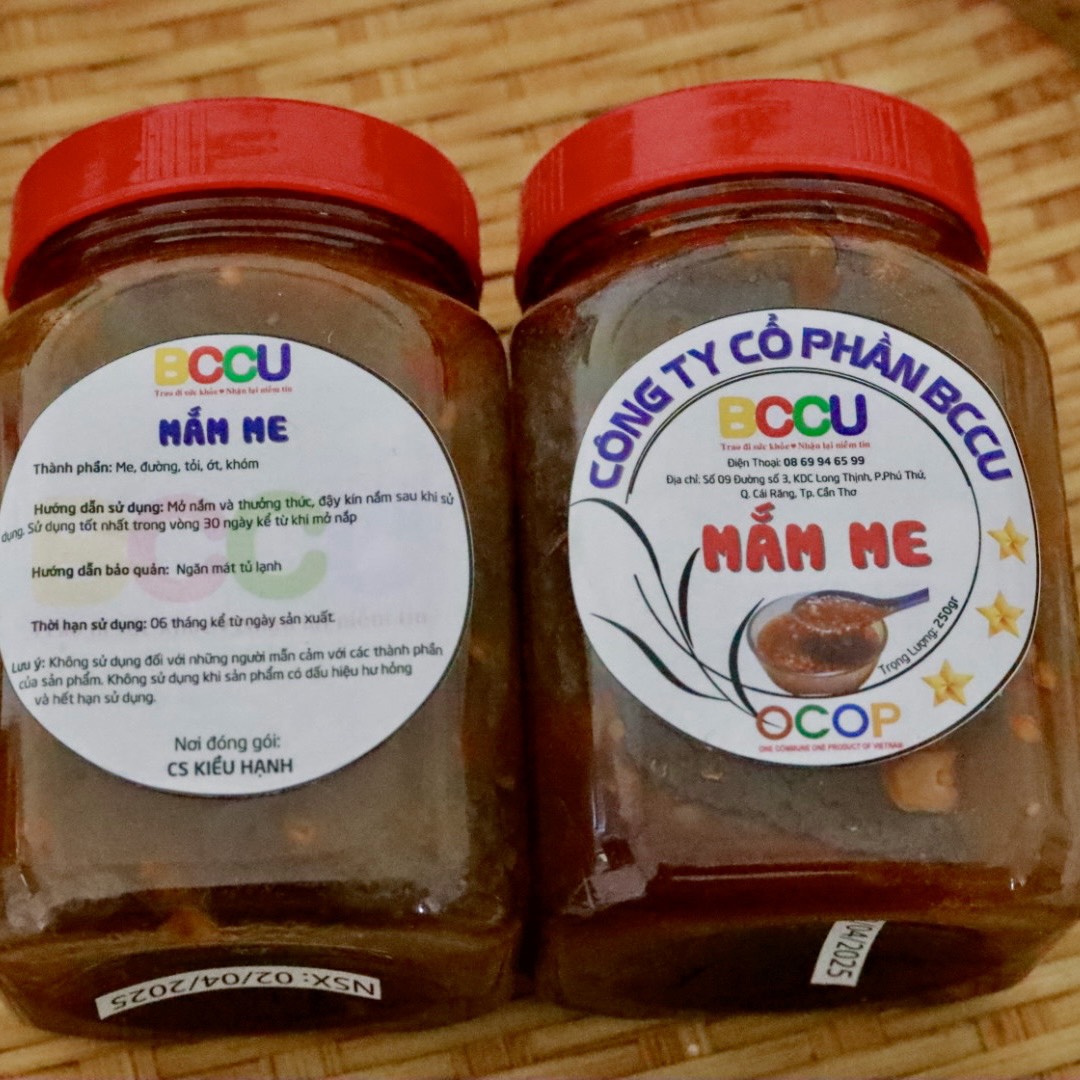 BCCU
Trao đi sức khỏe ♥ Nhận lại niềm tin
MẮM ME
Thành phần: Me, đường, tỏi, ớt, khóm
Hướng dẫn sử dụng: Mở nắm và thưởng thức, đậy kín nắm sau khi sử
dụng. Sử dụng tốt nhất trong vòng 30 ngày kể từ khi mở nắp
Hướng dẫn bảo quản: Ngăn mát tủ lạnh
Thời hạn sử dụng: 06 tháng kể từ ngày sản xuất.
Lưu ý: Không sử dụng đối với những người mẫn cảm với các thành phần
của sản phẩm. Không sử dụng khi sản phẩm có dấu hiệu hư hỏng
và hết hạn sử dụng.
Nơi đóng gói:
CS KIỀU HẠNH
NSX: 02/04/2025
CÔNG TY CỔ PHẦN BCCU
BCCU
Trao đi sức khỏe ♥ Nhận lại niềm tin
Điện Thoại: 08 69 94 65 99
Địa chỉ: Số 09 Đường số 3, KDC Long Thịnh, P.Phú Thứ,
Q. Cái Răng, Tp. Cần Thơ
MẮM ME
Trọng Lượng: 250gr
OCOP
ONE COMMUNE ONE PRODUCT OF VIETNAM
/04/2025